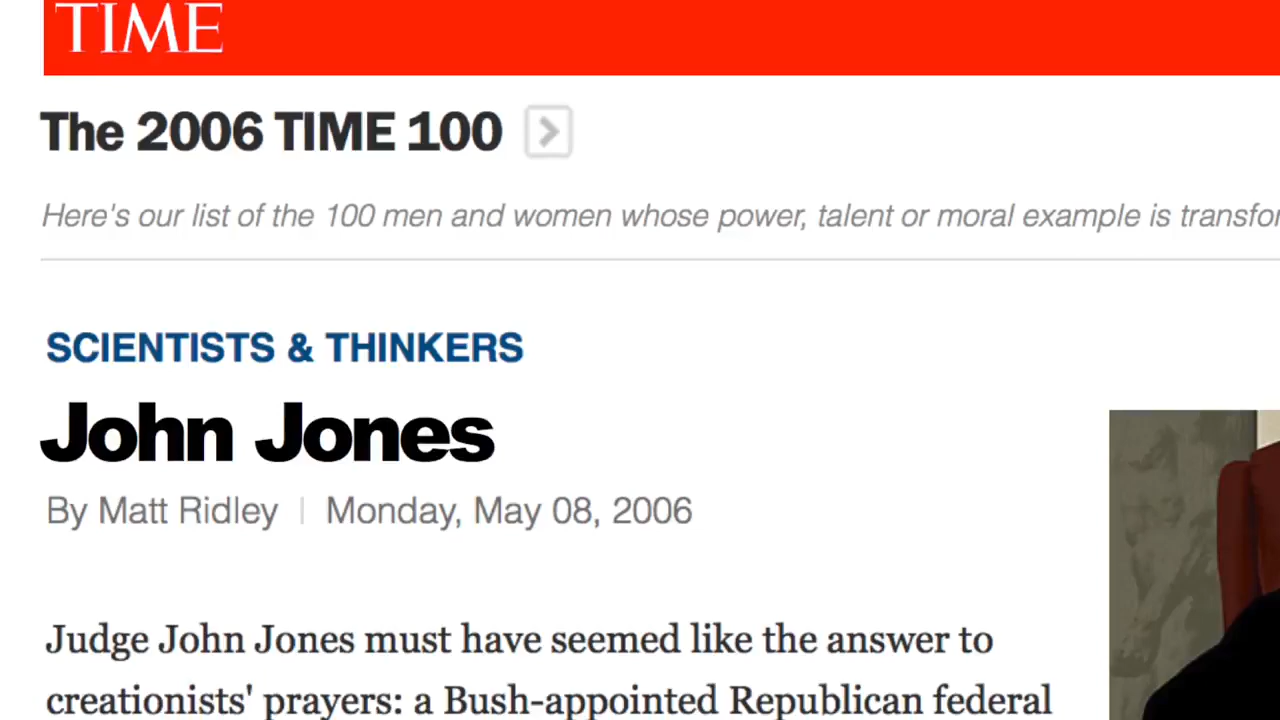 TIME
The 2006 TIME 100
Here's our list of the 100 men and women whose power, talent or moral example is
SCIENTISTS & THINKERS
John Jones
By Matt Ridley | Monday, May 08, 2006
Judge John Jones must have seemed like the answer to
creationists' prayers: a Bush-appointed Republican federal